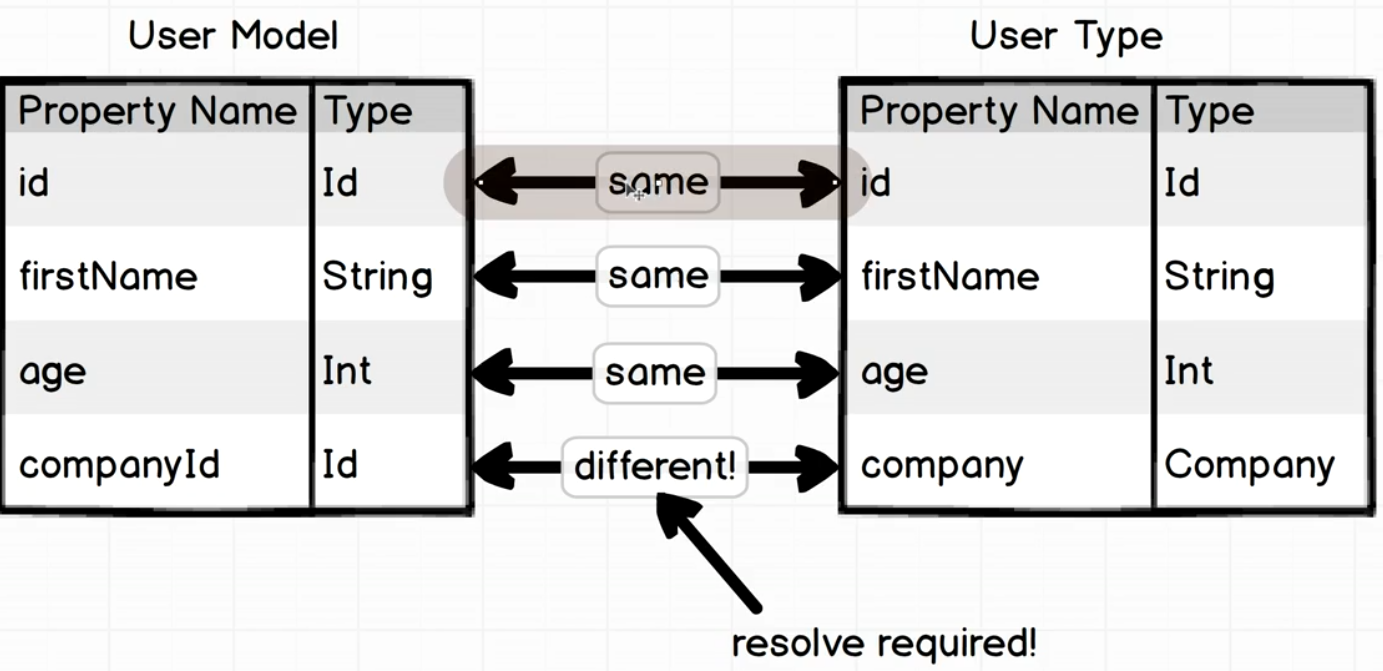 User Model
User Type
Property Name Type
Property Name Type
id Id
same
id Id
firstName String
same
firstName String
age Int
same
age Int
companyId Id
different!
company Company
resolve required!